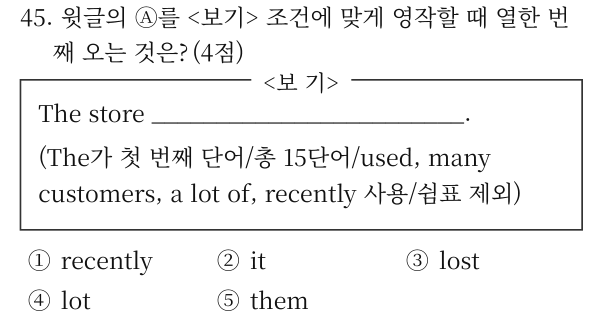 45. 윗글의 Ⓐ를 <보기> 조건에 맞게 영작할 때 열한 번
째 오는 것은? (4점)
<보 기>
The store ________________________.
(The가 첫 번째 단어/총 15단어/used, many
customers, a lot of, recently 사용/쉼표 제외)
① recently ② it ③ lost
④ lot ⑤ them